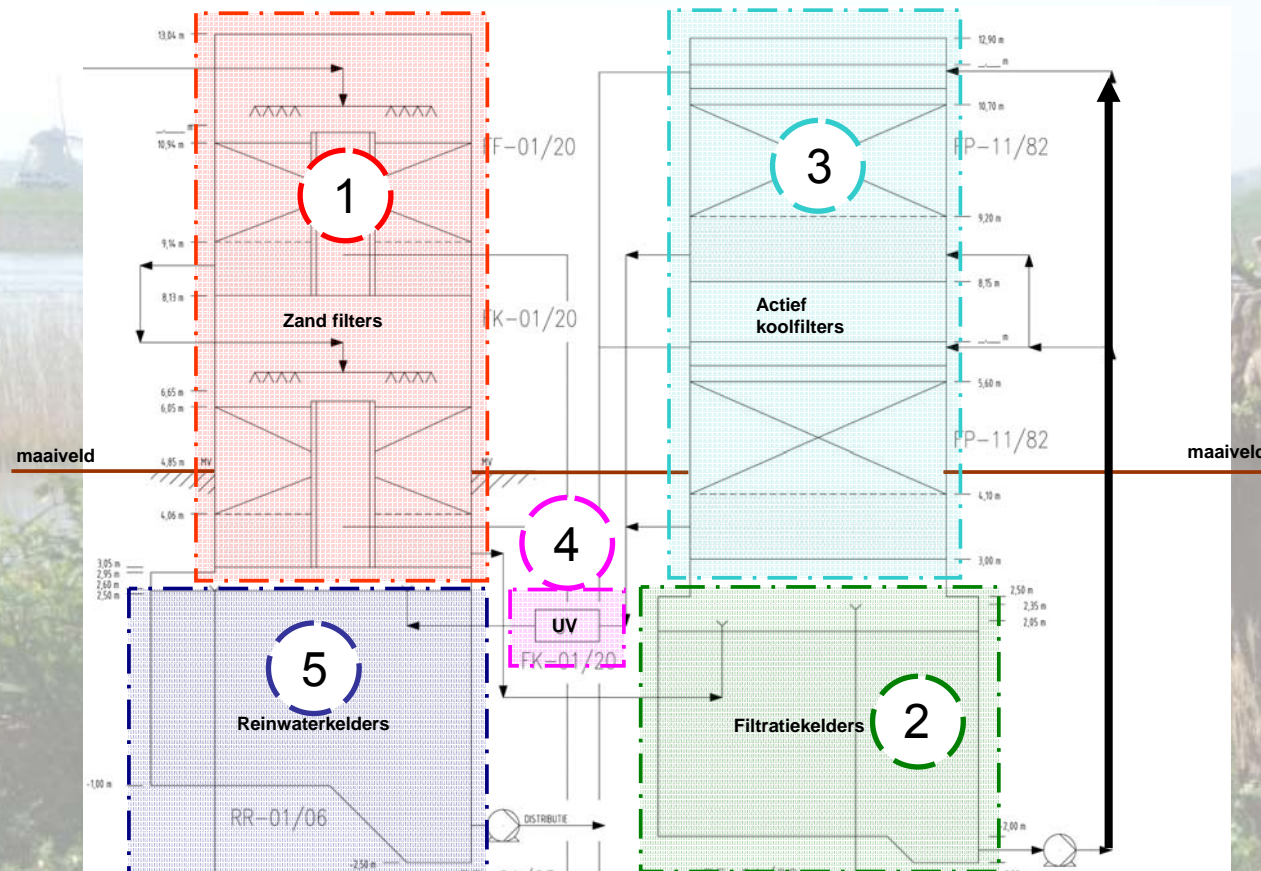 13,04 m
10,94 m
9,14 m
8,13 m
6,65 m
6,05 m
4,85 m
MV
4,06 m
3,05 m
2,95 m
2,60 m
2,50 m
-1,00 m
-2,50 m
maaiveld
1
Zand filters
FF-01/20
FK-01/20
MV
4
UV
FK-01/20
5
Reinwaterkelders
RR-01/06
DISTRIBUTIE
3
Actief
koolfilters
FP-11/82
FP-11/82
12,90 m
m
10,70 m
9,20 m
8,15 m
m
5,60 m
4,10 m
3,00 m
2,50 m
2,35 m
2,05 m
-2,00 m
maaiveld
Filtratiekelders
2